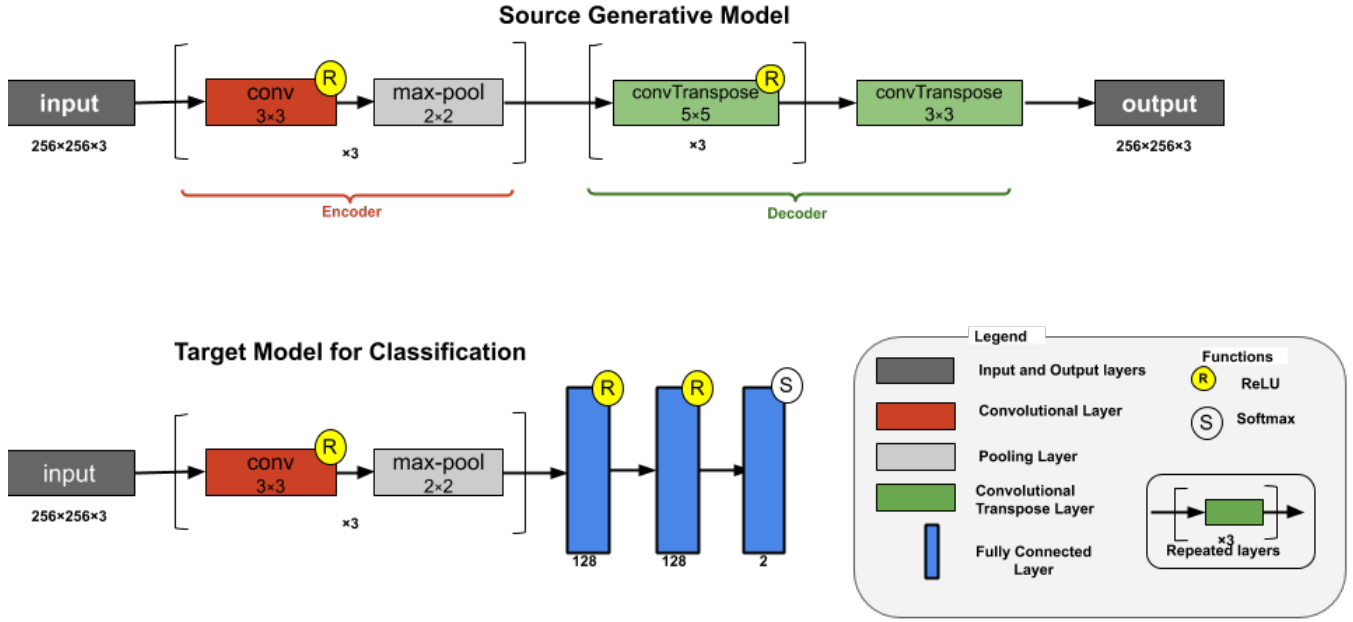 Source Generative Model
input
256×256×3
conv
3×3
R
max-pool
2×2
×3
Encoder
convTranspose
5×5
R
×3
convTranspose
3×3
Decoder
output
256×256×3
Target Model for Classification
input
256×256×3
conv
3×3
R
max-pool
2×2
×3
R
128
R
128
S
2
Legend
Input and Output layers
Convolutional Layer
Pooling Layer
Convolutional
Transpose Layer
Fully Connected
Layer
Functions
R
ReLU
S
Softmax
×3
Repeated layers